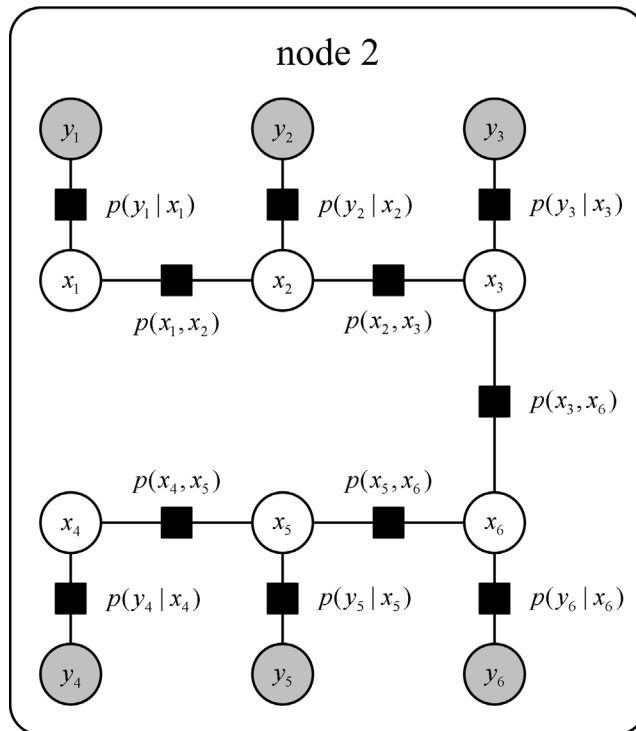 node 2
y₁ y₂ y₃
p(y₁ | x₁) p(y₂ | x₂) p(y₃ | x₃)
x₁ x₂ x₃
p(x₁, x₂) p(x₂, x₃)
p(x₃, x₆)
p(x₄, x₅) p(x₅, x₆)
x₄ x₅ x₆
p(y₄ | x₄) p(y₅ | x₅) p(y₆ | x₆)
y₄ y₅ y₆